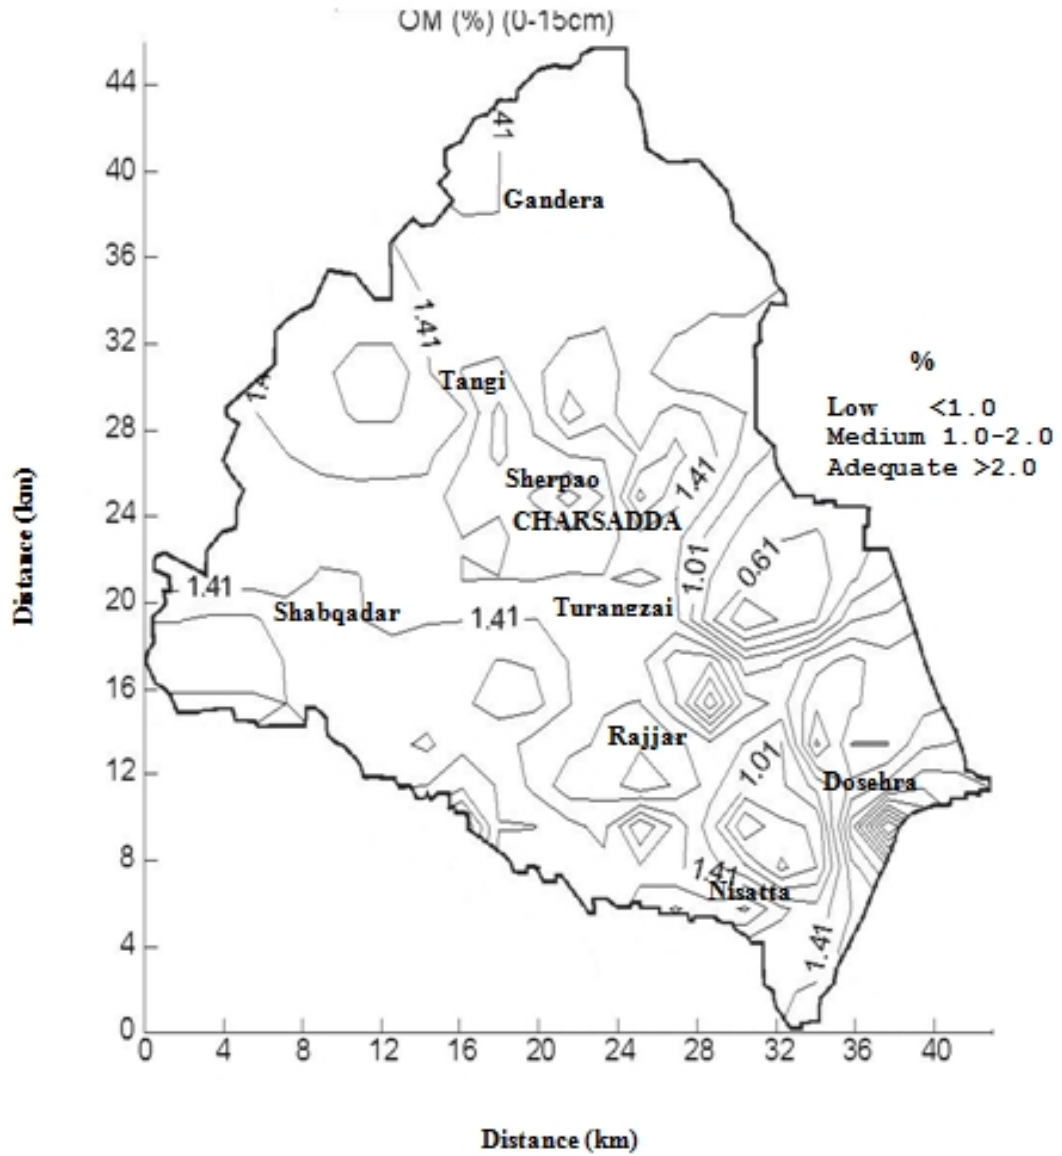 OM (%) (0-15cm)
44
40
36
32
28
24
20
16
12
8
4
0
0 4 8 12 16 20 24 28 32 36 40
Distance (km)
Distance (km)
41
Gandera
1.41
1.4
Tangi
Sherpao
1.41
CHARSADDA
1.01
0.61
1.41
Shabqadar
1.41
Turangzai
Rajjar
1.01
Dosehra
1.41
Nisatta
1.41
%
Low <1.0
Medium 1.0-2.0
Adequate >2.0